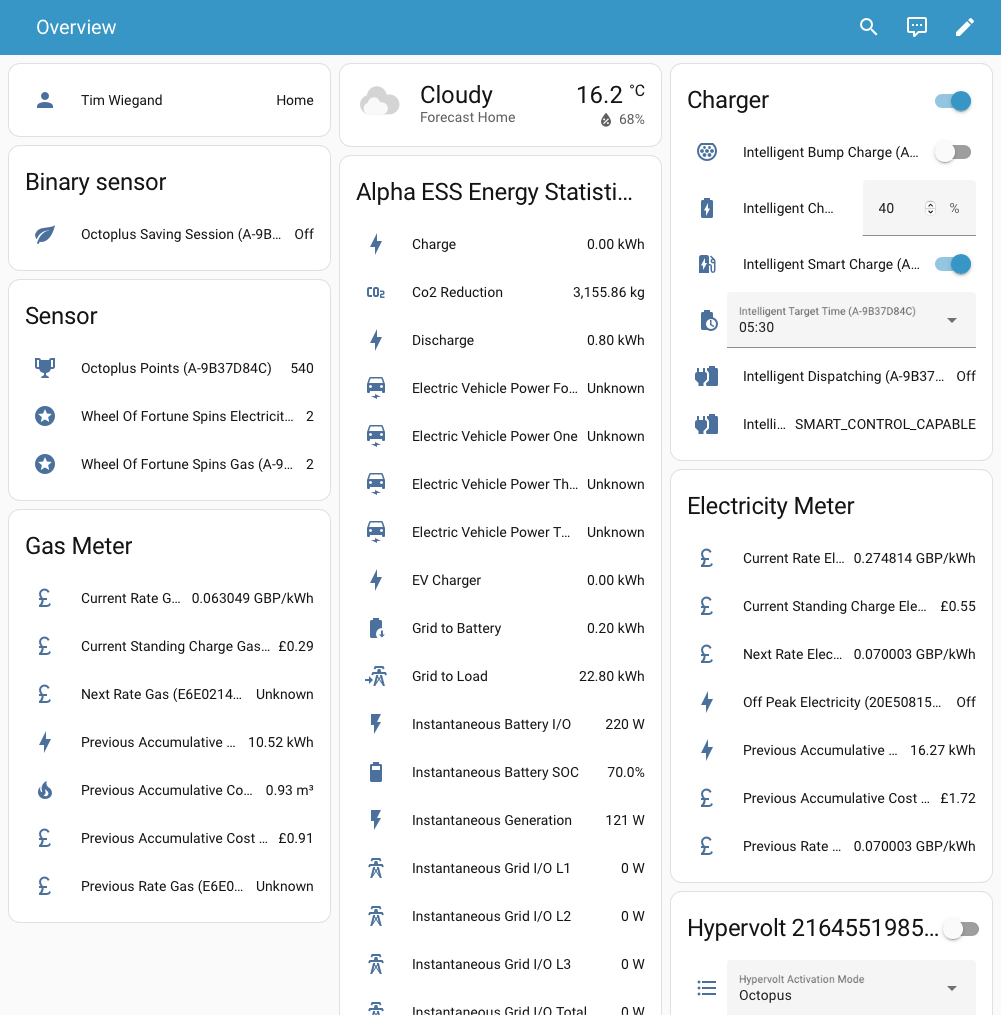 Overview
Tim Wiegand Home
Binary sensor
Octoplus Saving Session (A-9B... Off
Sensor
Octoplus Points (A-9B37D84C) 540
Wheel Of Fortune Spins Electricit... 2
Wheel Of Fortune Spins Gas (A-9... 2
Gas Meter
£ Current Rate G... 0.063049 GBP/kWh
£ Current Standing Charge Gas... £0.29
£ Next Rate Gas (E6E0214... Unknown
Previous Accumulative ... 10.52 kWh
Previous Accumulative Co... 0.93 m³
£ Previous Accumulative Cost ... £0.91
£ Previous Rate Gas (E6E0... Unknown
Cloudy 16.2 °C
Forecast Home 68%
Alpha ESS Energy Statisti...
Charge 0.00 kWh
CO2 Co2 Reduction 3,155.86 kg
Discharge 0.80 kWh
Electric Vehicle Power Fo... Unknown
Electric Vehicle Power One Unknown
Electric Vehicle Power Th... Unknown
Electric Vehicle Power T... Unknown
EV Charger 0.00 kWh
Grid to Battery 0.20 kWh
Grid to Load 22.80 kWh
Instantaneous Battery I/O 220 W
Instantaneous Battery SOC 70.0%
Instantaneous Generation 121 W
Instantaneous Grid I/O L1 0 W
Instantaneous Grid I/O L2 0 W
Instantaneous Grid I/O L3 0 W
Instantaneous Grid I/O Total 0 W
Charger
Intelligent Bump Charge (A...
Intelligent Ch... 40 %
Intelligent Smart Charge (A...
Intelligent Target Time (A-9B37D84C)
05:30
Intelligent Dispatching (A-9B37... Off
Intelli... SMART_CONTROL_CAPABLE
Electricity Meter
£ Current Rate El... 0.274814 GBP/kWh
£ Current Standing Charge Ele... £0.55
£ Next Rate Elec... 0.070003 GBP/kWh
Off Peak Electricity (20E50815... Off
Previous Accumulative ... 16.27 kWh
£ Previous Accumulative Cost ... £1.72
£ Previous Rate ... 0.070003 GBP/kWh
Hypervolt 2164551985...
Hypervolt Activation Mode
Octopus